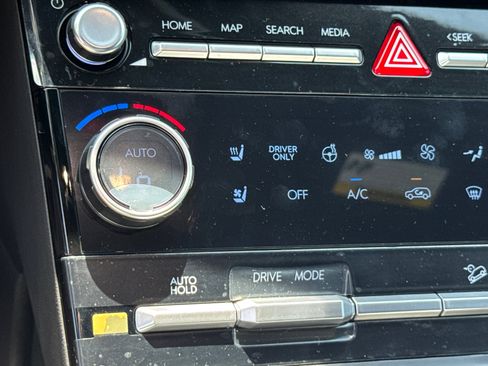 HOME MAP SEARCH MEDIA <SEEK
AUTO
DRIVER ONLY
OFF A/C
AUTO HOLD
DRIVE MODE